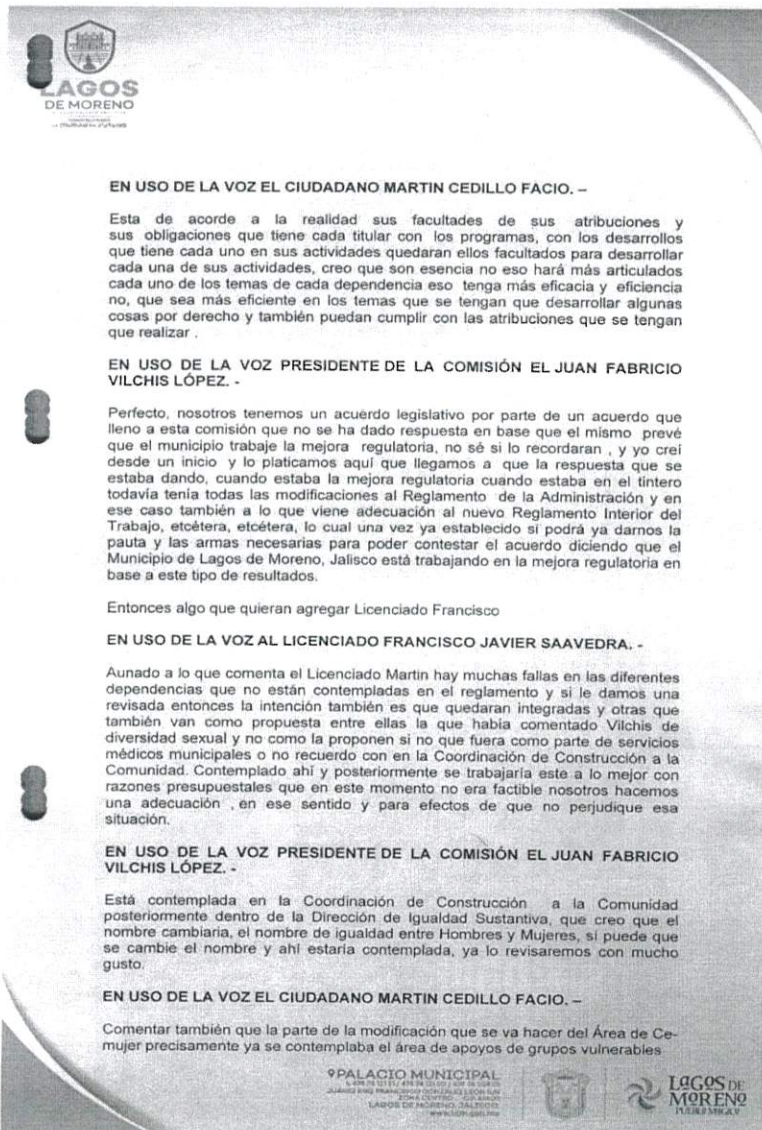 LAGOS
DE MORENO
EN USO DE LA VOZ EL CIUDADANO MARTIN CEDILLO FACIO. –
Esta de acorde a la realidad sus facultades de sus atribuciones y
sus obligaciones que tiene cada titular con los programas, con los desarrollos
que tiene cada uno en sus actividades quedaran ellos facultados para desarrollar
cada una de sus actividades, creo que son esencia no eso hará más articulados
cada uno de los temas de cada dependencia eso tenga más eficacia y eficiencia
no, que sea más eficiente en los temas que se tengan que desarrollar algunas
cosas por derecho y también puedan cumplir con las atribuciones que se tengan
que realizar .
EN USO DE LA VOZ PRESIDENTE DE LA COMISIÓN EL JUAN FABRICIO
VILCHIS LÓPEZ. -
Perfecto, nosotros tenemos un acuerdo legislativo por parte de un acuerdo que
lleno a esta comisión que no se ha dado respuesta en base que el mismo prevé
que el municipio trabaje la mejora regulatoria, no sé si lo recordaran , y yo creí
desde un inicio y lo platicamos aquí que llegamos a que la respuesta que se
estaba dando, cuando estaba la mejora regulatoria cuando estaba en el tintero
todavía tenía todas las modificaciones al Reglamento de la Administración y en
ese caso también a lo que viene adecuación al nuevo Reglamento Interior del
Trabajo, etcétera, etcétera, lo cual una vez ya establecido si podrá ya darnos la
pauta y las armas necesarias para poder contestar el acuerdo diciendo que el
Municipio de Lagos de Moreno, Jalisco está trabajando en la mejora regulatoria en
base a este tipo de resultados.
Entonces algo que quieran agregar Licenciado Francisco
EN USO DE LA VOZ AL LICENCIADO FRANCISCO JAVIER SAAVEDRA. -
Aunado a lo que comenta el Licenciado Martin hay muchas fallas en las diferentes
dependencias que no están contempladas en el reglamento y si le damos una
revisada entonces la intención también es que quedaran integradas y otras que
también van como propuesta entre ellas la que había comentado Vilchis de
diversidad sexual y no como la proponen si no que fuera como parte de servicios
médicos municipales o no recuerdo con en la Coordinación de Construcción a la
Comunidad. Contemplado ahí y posteriormente se trabajaría este a lo mejor con
razones presupuestales que en este momento no era factible nosotros hacemos
una adecuación , en ese sentido y para efectos de que no perjudique esa
situación.
EN USO DE LA VOZ PRESIDENTE DE LA COMISIÓN EL JUAN FABRICIO
VILCHIS LÓPEZ. -
Está contemplada en la Coordinación de Construcción a la Comunidad
posteriormente dentro de la Dirección de Igualdad Sustantiva, que creo que el
nombre cambiaria, el nombre de igualdad entre Hombres y Mujeres, si puede que
se cambie el nombre y ahí estaría contemplada, ya lo revisaremos con mucho
gusto.
EN USO DE LA VOZ EL CIUDADANO MARTIN CEDILLO FACIO. –
Comentar también que la parte de la modificación que se va hacer del Área de Ce-
mujer precisamente ya se contemplaba el área de apoyos de grupos vulnerables
PALACIO MUNICIPAL
LAGOS DE MORENO, JALISCO.
LAGOS DE
MORENO
PUEBLO MÁGICO